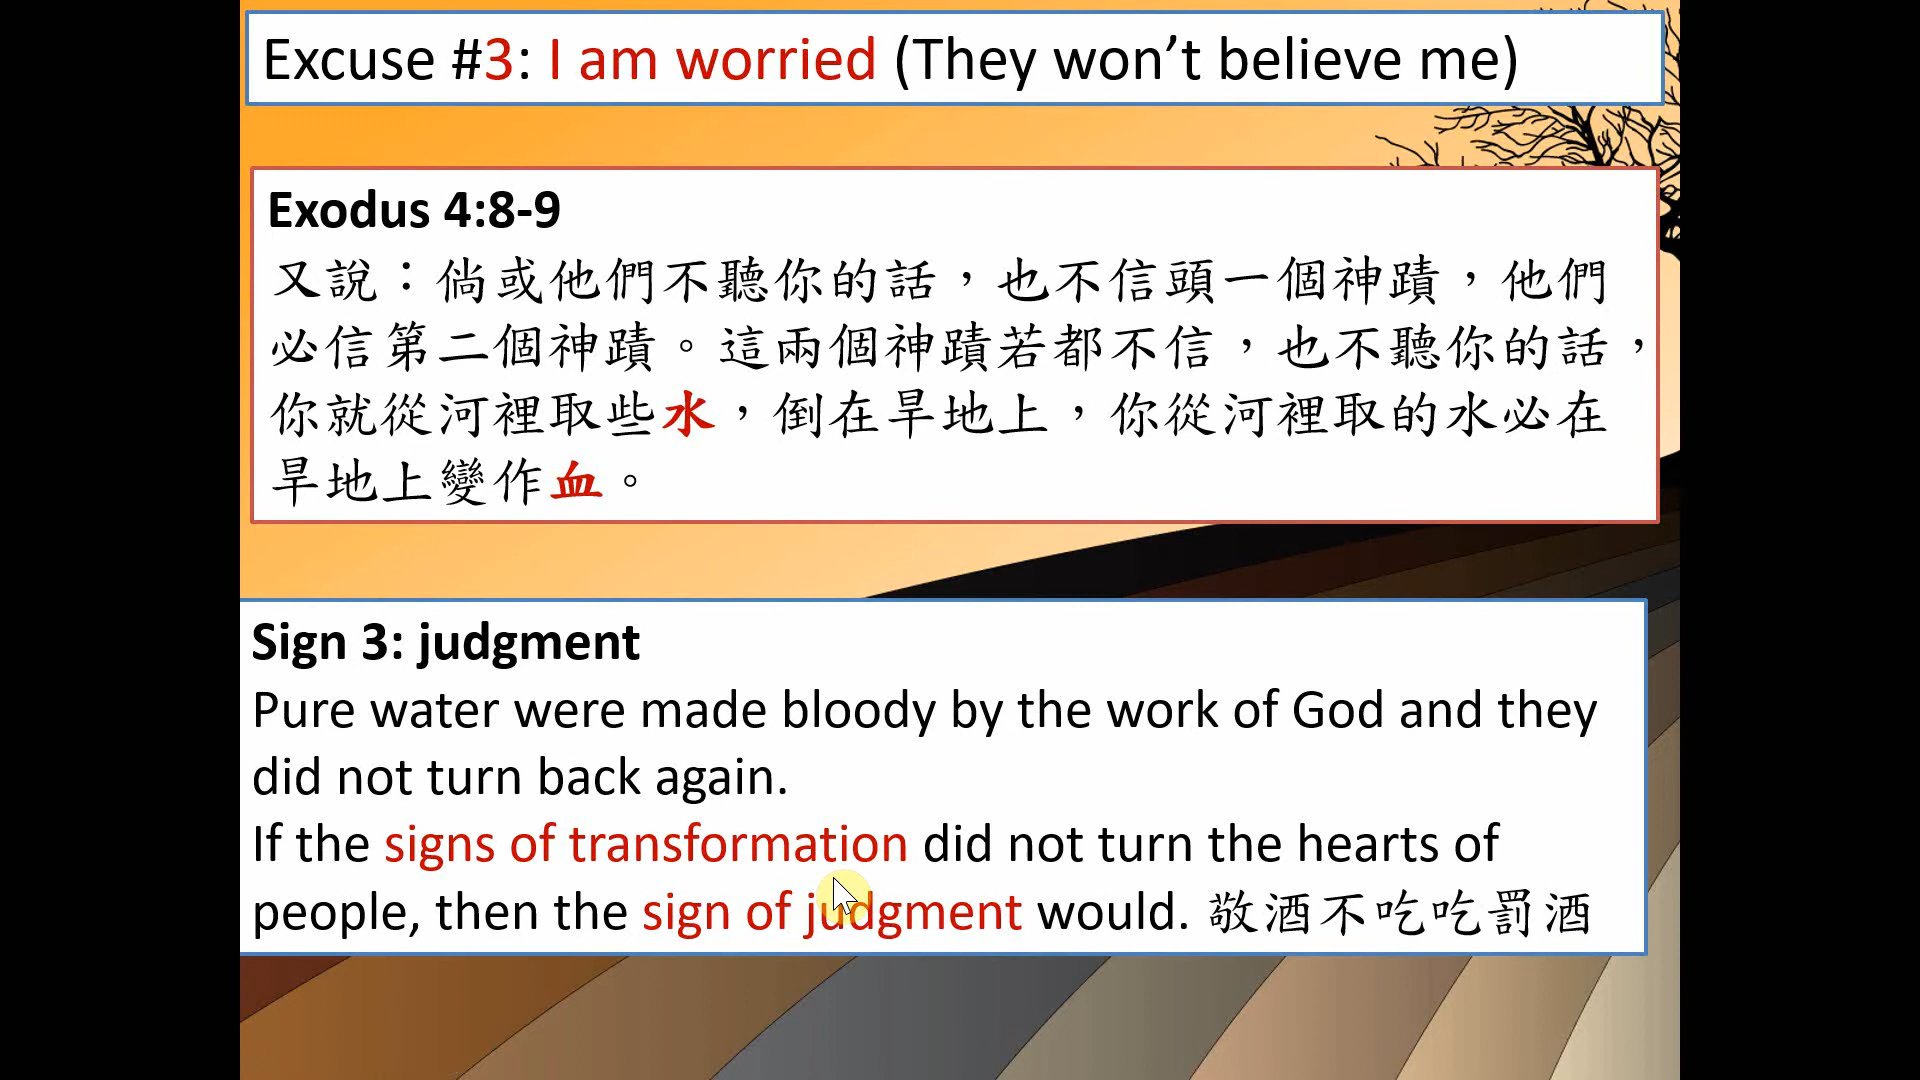 Excuse #3: I am worried (They won’t believe me)
Exodus 4:8-9
又說：倘或他們不聽你的話，也不信頭一個神蹟，他們
必信第二個神蹟。這兩個神蹟若都不信，也不聽你的話，
你就從河裡取些水，倒在旱地上，你從河裡取的水必在
旱地上變作血。
Sign 3: judgment
Pure water were made bloody by the work of God and they
did not turn back again.
If the signs of transformation did not turn the hearts of
people, then the sign of judgment would. 敬酒不吃吃罰酒